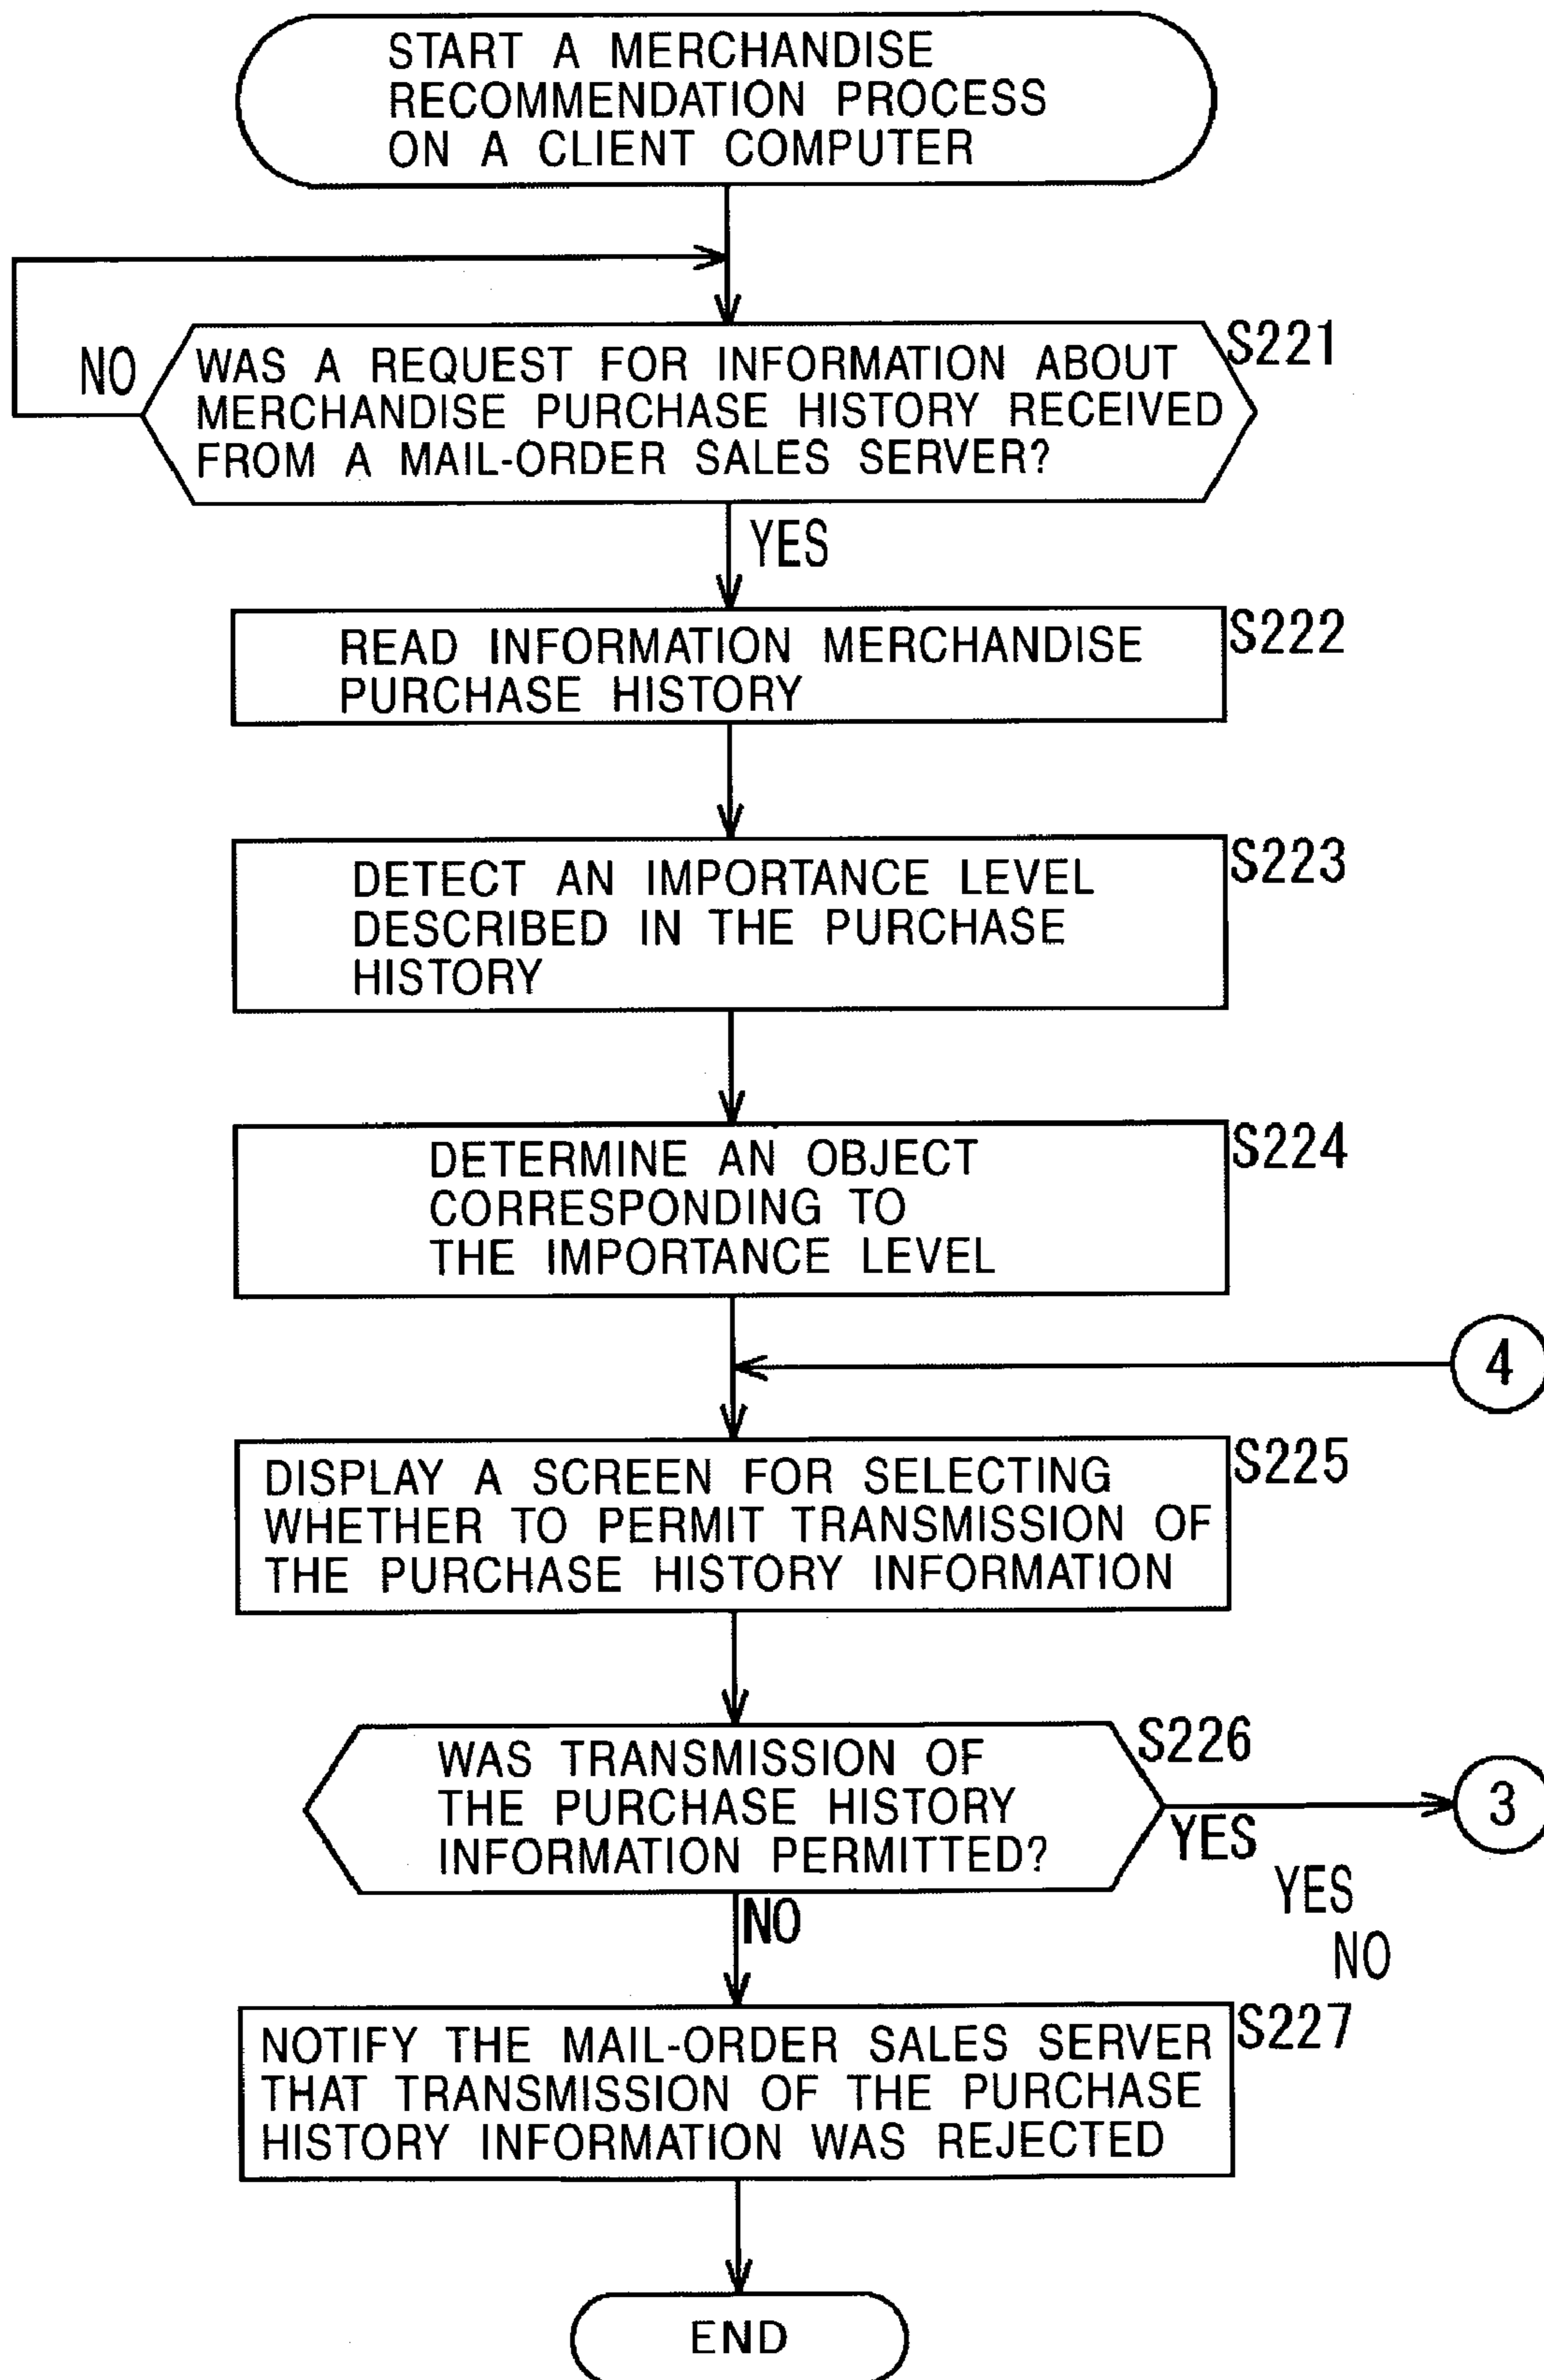 START A MERCHANDISE
RECOMMENDATION PROCESS
ON A CLIENT COMPUTER
NO
WAS A REQUEST FOR INFORMATION ABOUT
MERCHANDISE PURCHASE HISTORY RECEIVED
FROM A MAIL-ORDER SALES SERVER?
S221
YES
READ INFORMATION MERCHANDISE
PURCHASE HISTORY
S222
DETECT AN IMPORTANCE LEVEL
DESCRIBED IN THE PURCHASE
HISTORY
S223
DETERMINE AN OBJECT
CORRESPONDING TO
THE IMPORTANCE LEVEL
S224
4
DISPLAY A SCREEN FOR SELECTING
WHETHER TO PERMIT TRANSMISSION OF
THE PURCHASE HISTORY INFORMATION
S225
WAS TRANSMISSION OF
THE PURCHASE HISTORY
INFORMATION PERMITTED?
S226
YES
3
YES
NO
NO
NOTIFY THE MAIL-ORDER SALES SERVER
THAT TRANSMISSION OF THE PURCHASE
HISTORY INFORMATION WAS REJECTED
S227
END